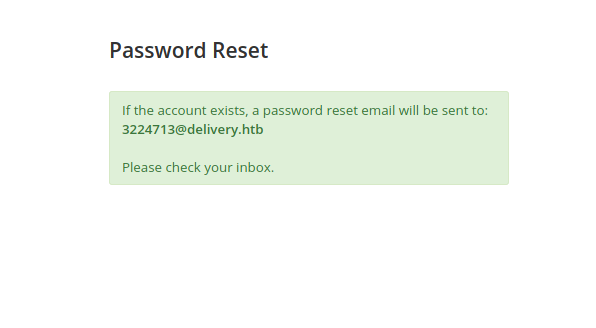 Password Reset
If the account exists, a password reset email will be sent to:
3224713@delivery.htb
Please check your inbox.